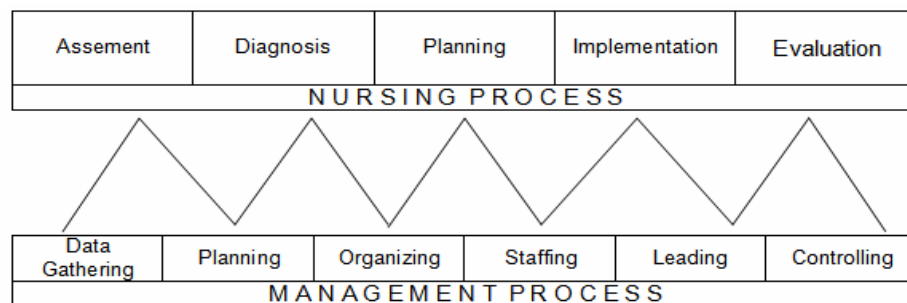 Assement Diagnosis Planning Implementation Evaluation
NURSING PROCESS
Data Gathering Planning Organizing Staffing Leading Controlling
MANAGEMENT PROCESS